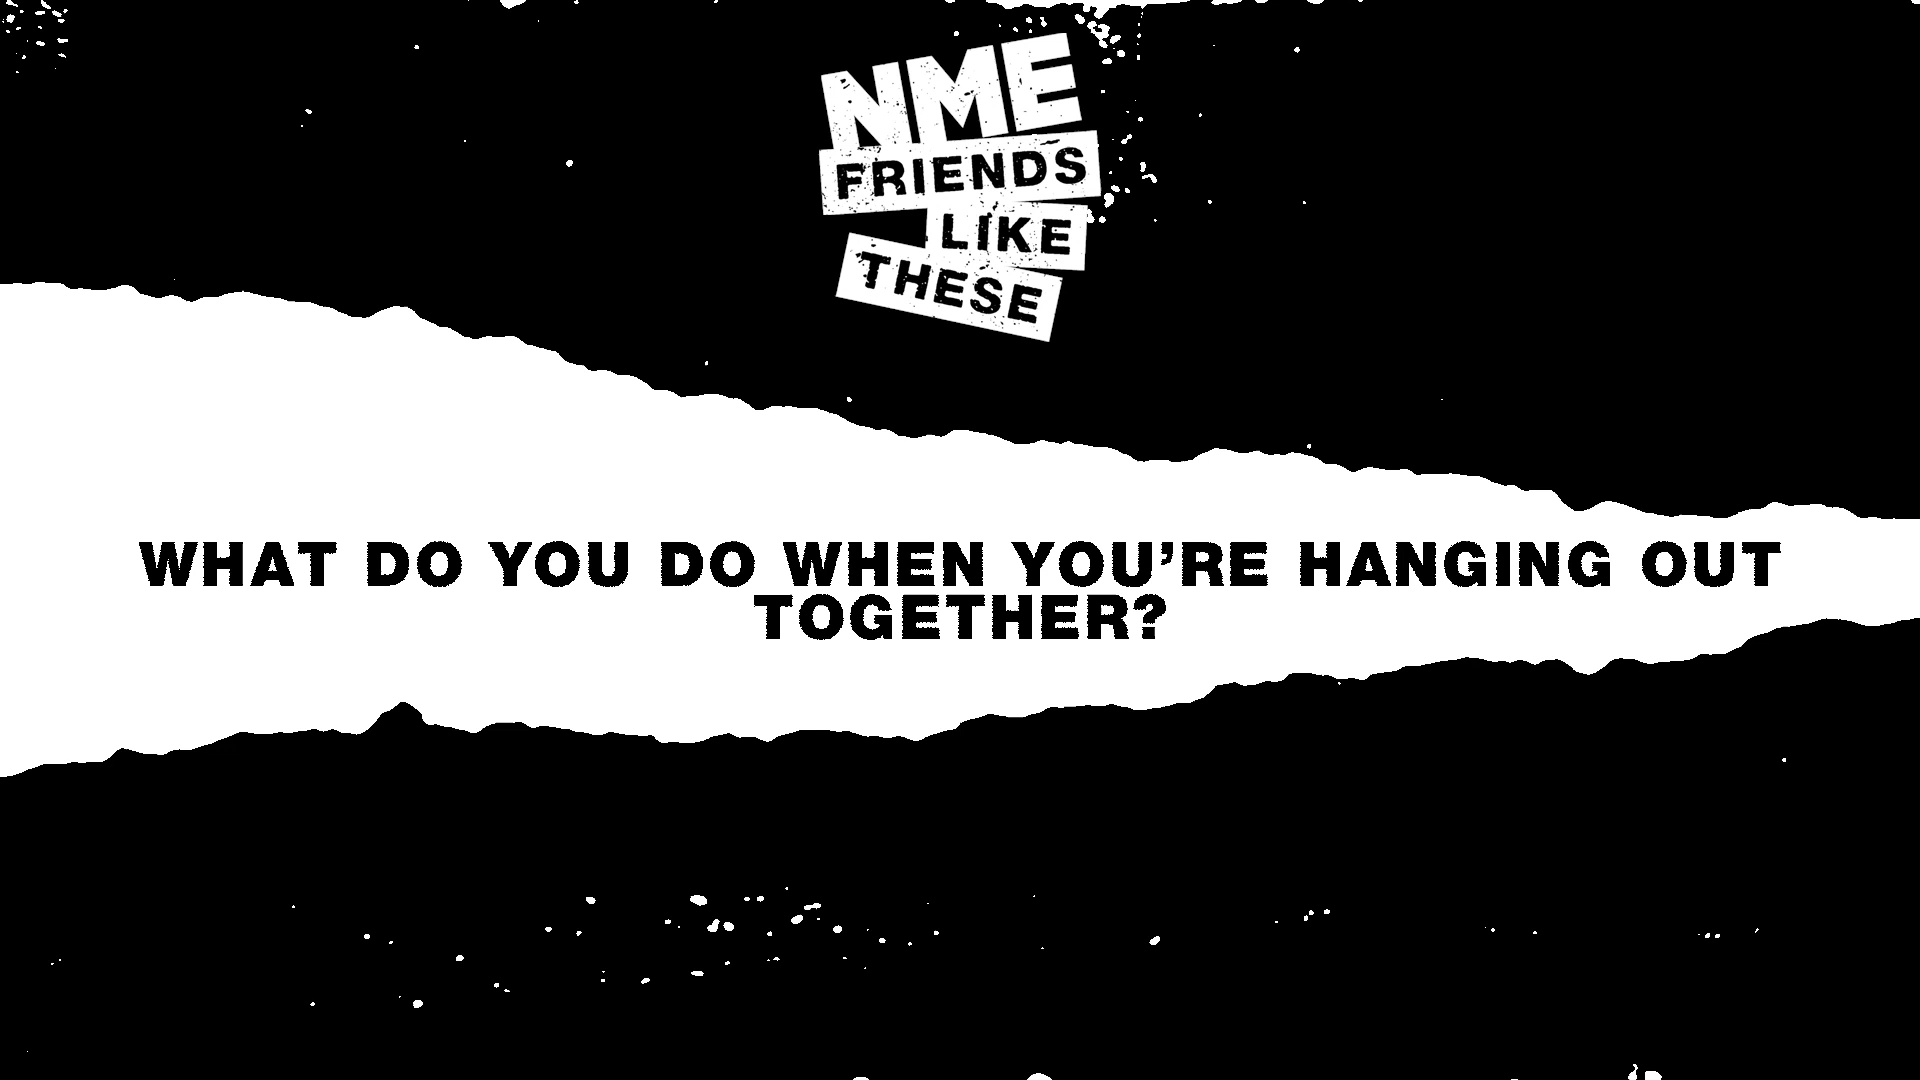 NME
FRIENDS
LIKE
THESE
WHAT DO YOU DO WHEN YOU’RE HANGING OUT
TOGETHER?